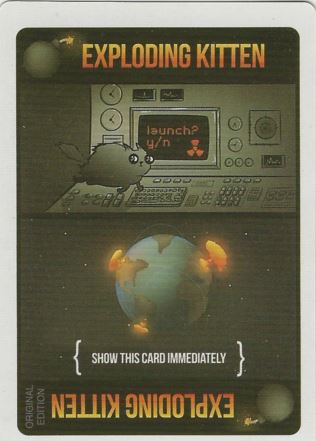 EXPLODING KITTEN
launch?
y/n
SHOW THIS CARD IMMEDIATELY
ORIGINAL
EDITION
EXPLODING KITTEN